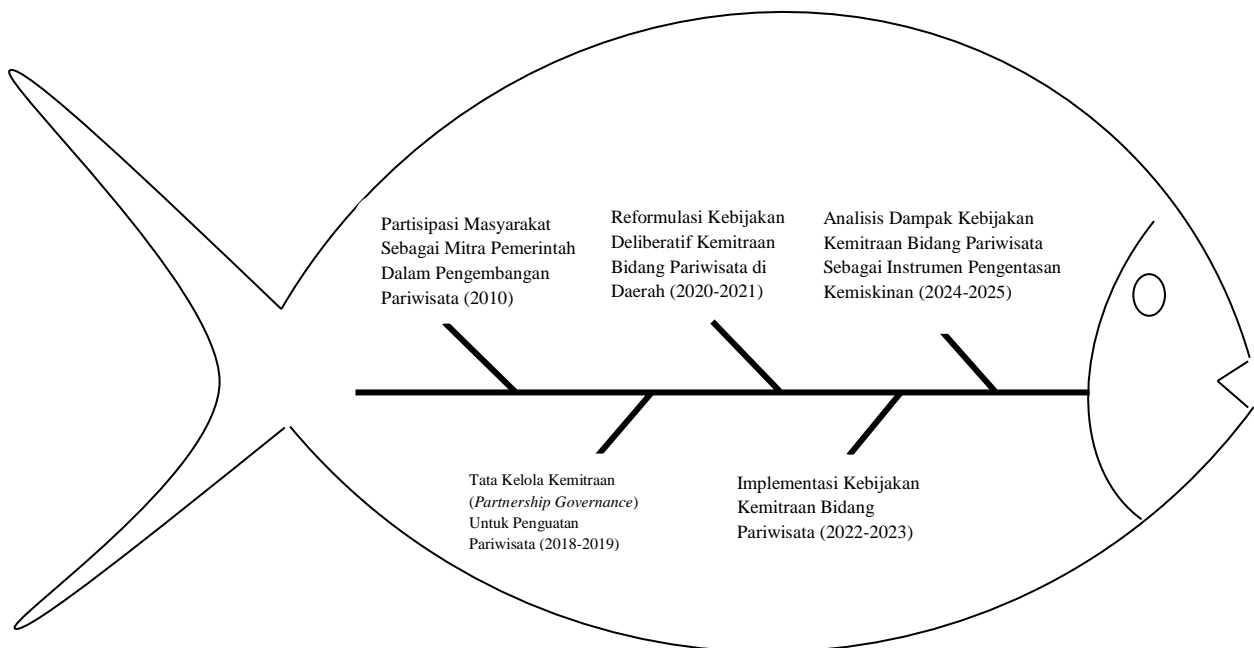 Partisipasi Masyarakat
Sebagai Mitra Pemerintah
Dalam Pengembangan
Pariwisata (2010)
Reformulasi Kebijakan
Deliberatif Kemitraan
Bidang Pariwisata di
Daerah (2020-2021)
Analisis Dampak Kebijakan
Kemitraan Bidang Pariwisata
Sebagai Instrumen Pengentasan
Kemiskinan (2024-2025)
Tata Kelola Kemitraan
(Partnership Governance)
Untuk Penguatan
Pariwisata (2018-2019)
Implementasi Kebijakan
Kemitraan Bidang
Pariwisata (2022-2023)